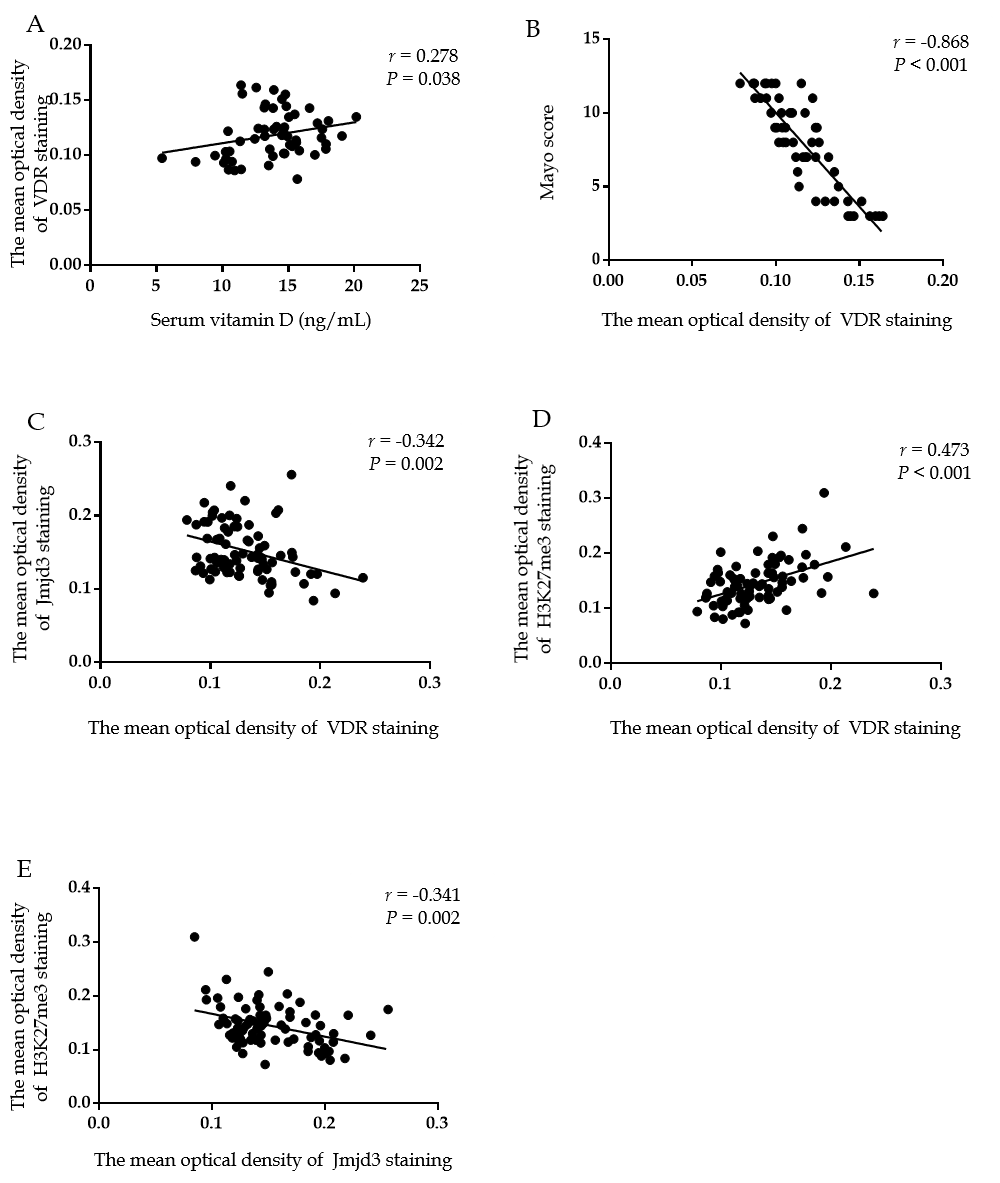 A
r = 0.278
P = 0.038
The mean optical density
of VDR staining
0.20
0.15
0.10
0.05
0.00
0 5 10 15 20 25
Serum vitamin D (ng/mL)
B
r = -0.868
P < 0.001
Mayo score
15
10
5
0
0.00 0.05 0.10 0.15 0.20
The mean optical density of VDR staining
C
r = -0.342
P = 0.002
The mean optical density
of Jmjd3 staining
0.3
0.2
0.1
0.0
0.0 0.1 0.2 0.3
The mean optical density of VDR staining
D
r = 0.473
P < 0.001
The mean optical density
of H3K27me3 staining
0.4
0.3
0.2
0.1
0.0
0.0 0.1 0.2 0.3
The mean optical density of VDR staining
E
r = -0.341
P = 0.002
The mean optical density
of H3K27me3 staining
0.4
0.3
0.2
0.1
0.0
0.0 0.1 0.2 0.3
The mean optical density of Jmjd3 staining